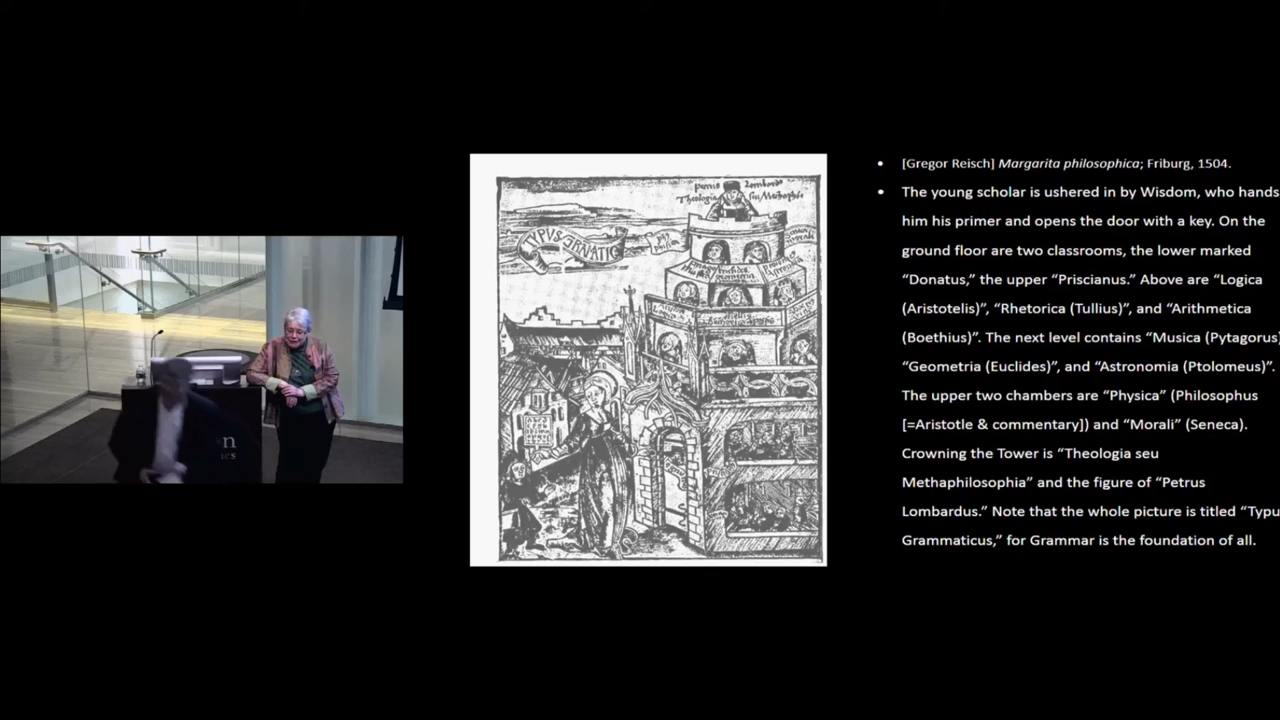 [Gregor Reisch] Margarita philosophica; Friburg, 1504.
The young scholar is ushered in by Wisdom, who hands
him his primer and opens the door with a key. On the
ground floor are two classrooms, the lower marked
“Donatus,” the upper “Priscianus.” Above are “Logica
(Aristotelis)”, “Rhetorica (Tullius)”, and “Arithmetica
(Boethius)”. The next level contains “Musica (Pytagorus)
“Geometria (Euclides)”, and “Astronomia (Ptolomeus)”.
The upper two chambers are “Physica” (Philosophus
[=Aristotle & commentary]) and “Morali” (Seneca).
Crowning the Tower is “Theologia seu
Methaphilosophia” and the figure of “Petrus
Lombardus.” Note that the whole picture is titled “Typu
Grammaticus,” for Grammar is the foundation of all.